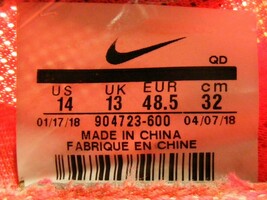 QD
US UK EUR cm
14 13 48.5 32
01/17/18 904723-600 04/07/18
MADE IN CHINA
FABRIQUE EN CHINE